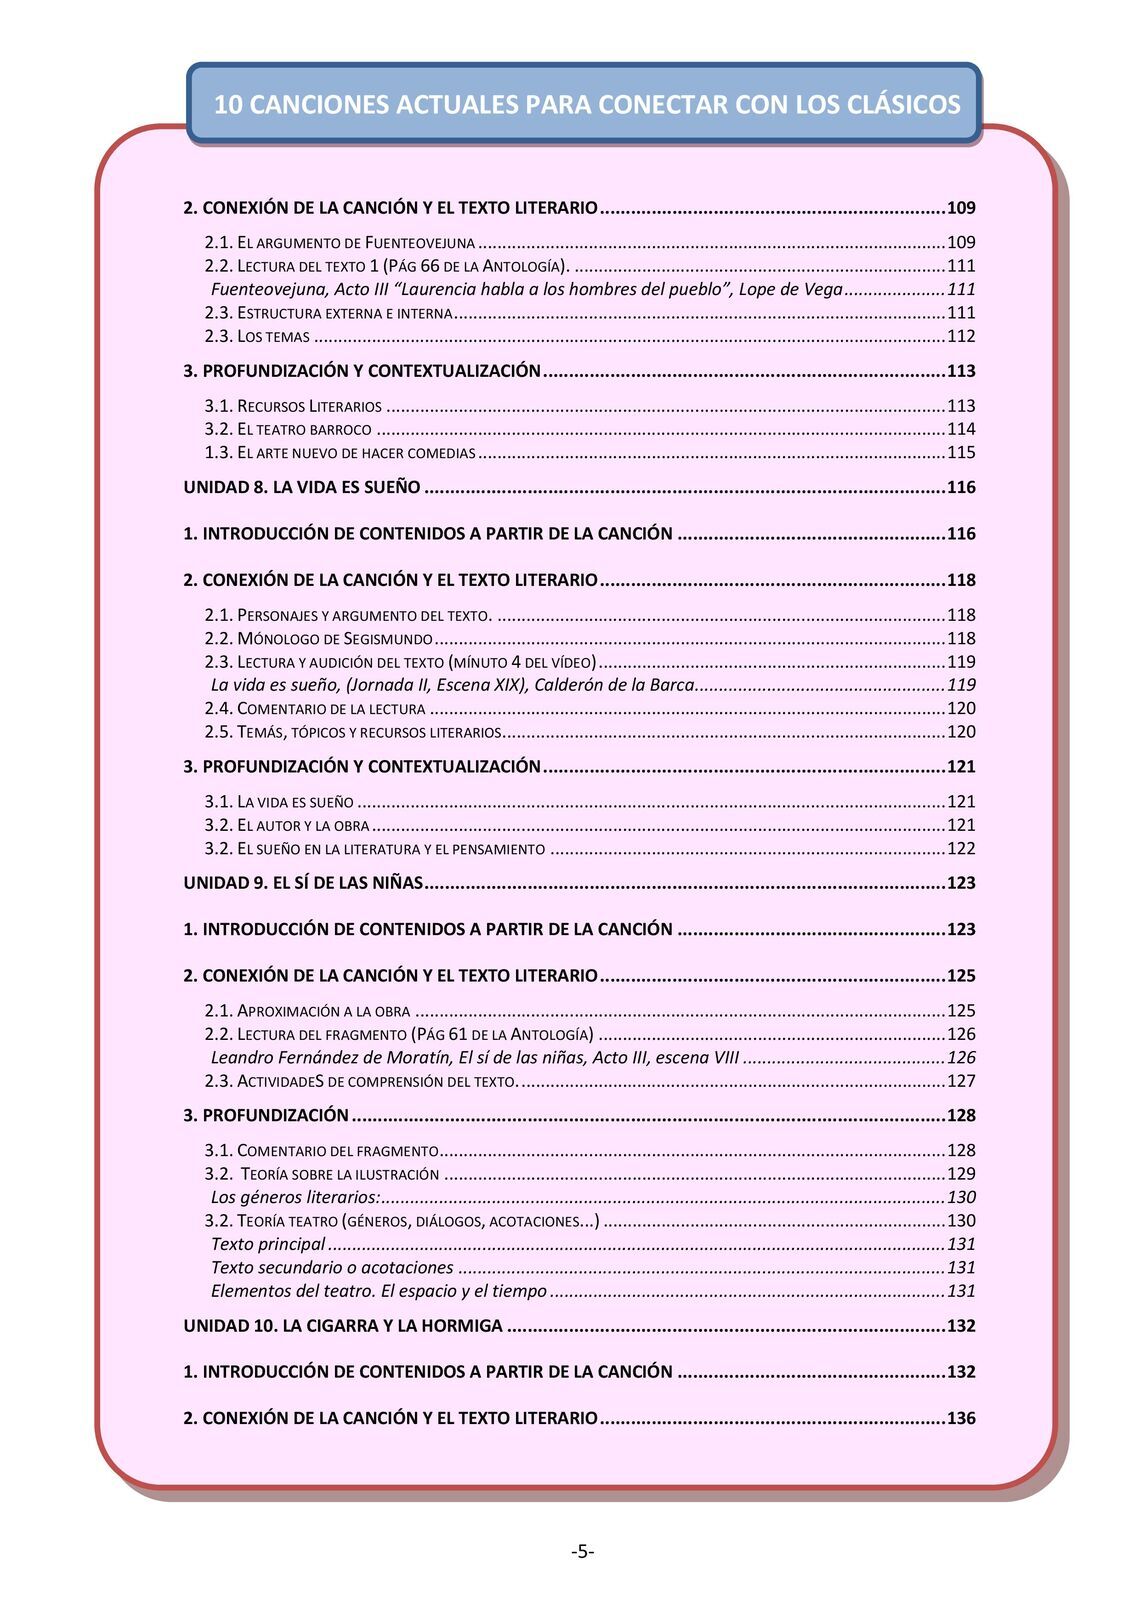 10 CANCIONES ACTUALES PARA CONECTAR CON LOS CLÁSICOS
2. CONEXIÓN DE LA CANCIÓN Y EL TEXTO LITERARIO....................109
2.1. El argumento de Fuenteovejuna....................109
2.2. Lectura del texto 1 (Pág 66 de la Antología). ....................111
Fuenteovejuna, Acto III “Laurencia habla a los hombres del pueblo”, Lope de Vega....................111
2.3. Estructura externa e interna....................111
2.3. Los temas ....................112
3. PROFUNDIZACIÓN Y CONTEXTUALIZACIÓN....................113
3.1. Recursos Literarios ....................113
3.2. El teatro barroco ....................114
1.3. El arte nuevo de hacer comedias....................115
UNIDAD 8. LA VIDA ES SUEÑO ....................116
1. INTRODUCCIÓN DE CONTENIDOS A PARTIR DE LA CANCIÓN ....................116
2. CONEXIÓN DE LA CANCIÓN Y EL TEXTO LITERARIO....................118
2.1. Personajes y argumento del texto. ....................118
2.2. Mónologo de Segismundo....................118
2.3. Lectura y audición del texto (mínuto 4 del vídeo)....................119
La vida es sueño, (Jornada II, Escena XIX), Calderón de la Barca....................119
2.4. Comentario de la lectura ....................120
2.5. Temás, tópicos y recursos literarios....................120
3. PROFUNDIZACIÓN Y CONTEXTUALIZACIÓN....................121
3.1. La vida es sueño ....................121
3.2. El autor y la obra....................121
3.2. El sueño en la literatura y el pensamiento ....................122
UNIDAD 9. EL SÍ DE LAS NIÑAS....................123
1. INTRODUCCIÓN DE CONTENIDOS A PARTIR DE LA CANCIÓN ....................123
2. CONEXIÓN DE LA CANCIÓN Y EL TEXTO LITERARIO....................125
2.1. Aproximación a la obra ....................125
2.2. Lectura del fragmento (Pág 61 de la Antología) ....................126
Leandro Fernández de Moratín, El sí de las niñas, Acto III, escena VIII ....................126
2.3. ActividadeS de comprensión del texto.....................127
3. PROFUNDIZACIÓN....................128
3.1. Comentario del fragmento....................128
3.2. Teoría sobre la ilustración ....................129
Los géneros literarios:....................130
3.2. Teoría teatro (géneros, diálogos, acotaciones...) ....................130
Texto principal....................131
Texto secundario o acotaciones ....................131
Elementos del teatro. El espacio y el tiempo....................131
UNIDAD 10. LA CIGARRA Y LA HORMIGA ....................132
1. INTRODUCCIÓN DE CONTENIDOS A PARTIR DE LA CANCIÓN ....................132
2. CONEXIÓN DE LA CANCIÓN Y EL TEXTO LITERARIO....................136
-5-